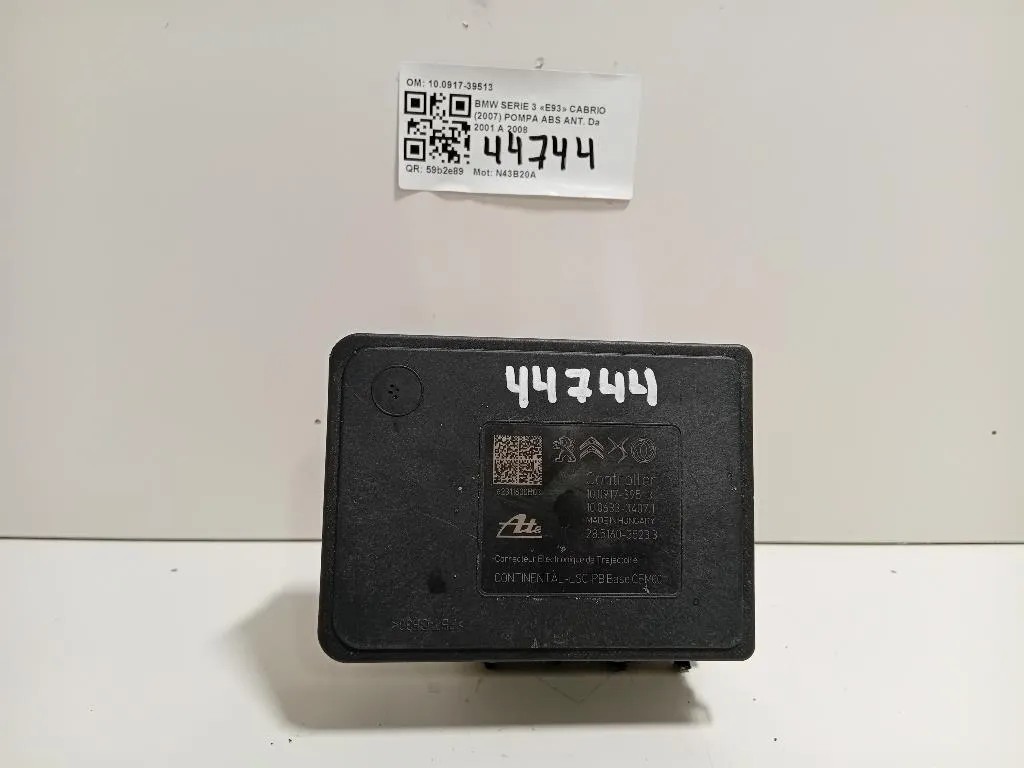 OM: 10.0917-39513
BMW SERIE 3 «E93» CABRIO
(2007) POMPA ABS ANT. Da
2001 A 2008
44744
QR: 59b2e89 Mot: N43B20A
44744
Controller
MADE IN HUNGARY
Ate
Correcteur Electronique de Trajectoire
CONTINENTAL